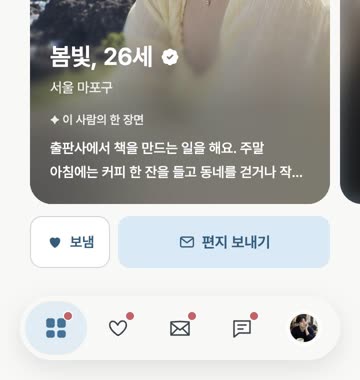 봄빛, 26세
서울 마포구
이 사람의 한 장면
출판사에서 책을 만드는 일을 해요. 주말
아침에는 커피 한 잔을 들고 동네를 걷거나 작...
보냄
편지 보내기